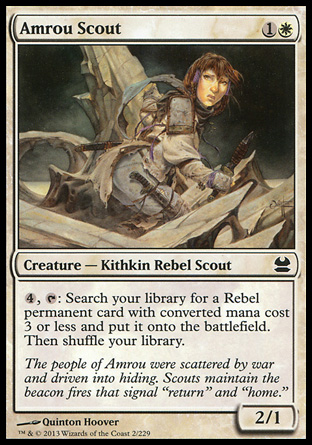 Amrou Scout 1
Creature — Kithkin Rebel Scout
4, : Search your library for a Rebel
permanent card with converted mana cost
3 or less and put it onto the battlefield.
Then shuffle your library.
The people of Amrou were scattered by war
and driven into hiding. Scouts maintain the
beacon fires that signal “return” and “home.”
2/1
Quinton Hoover
™ & © 2013 Wizards of the Coast 2/229